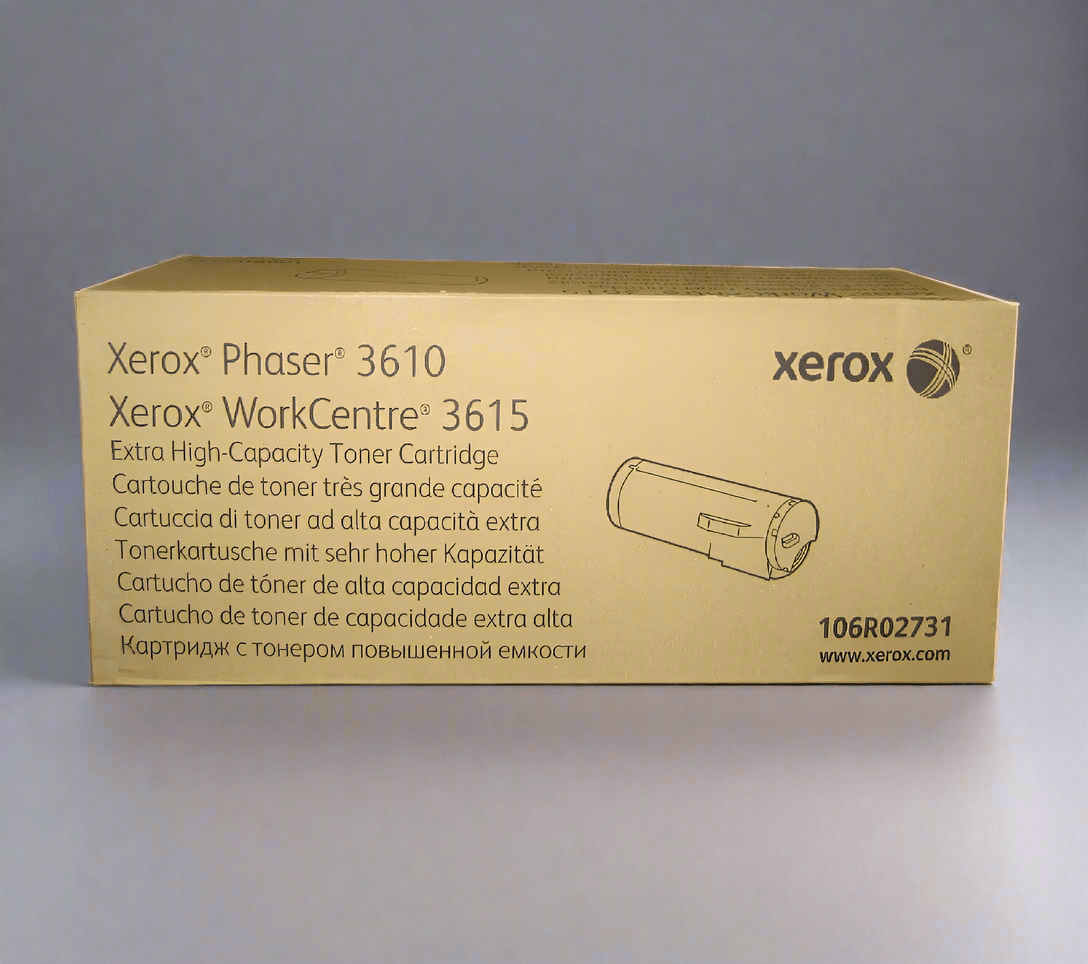 Xerox® Phaser® 3610
Xerox® WorkCentre® 3615
Extra High-Capacity Toner Cartridge
Cartouche de toner très grande capacité
Cartuccia di toner ad alta capacità extra
Tonerkartusche mit sehr hoher Kapazität
Cartucho de tóner de alta capacidad extra
Cartucho de toner de capacidade extra alta
Картридж с тонером повышенной емкости
xerox ®
106R02731
www.xerox.com